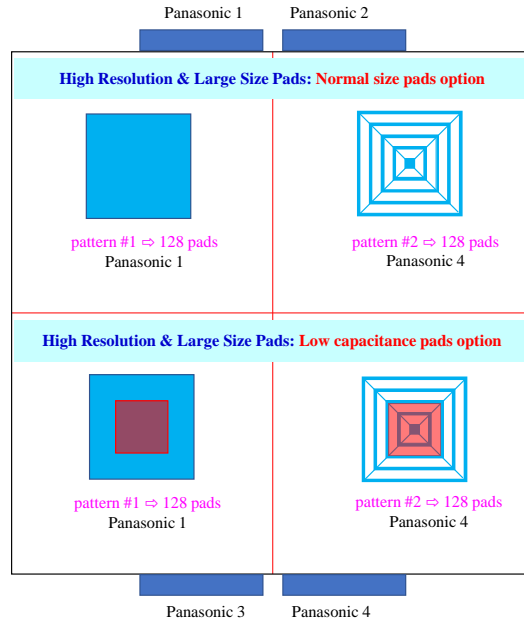 Panasonic 1 Panasonic 2
High Resolution & Large Size Pads: Normal size pads option
pattern #1 ⇨ 128 pads pattern #2 ⇨ 128 pads
Panasonic 1 Panasonic 4
High Resolution & Large Size Pads: Low capacitance pads option
pattern #1 ⇨ 128 pads pattern #2 ⇨ 128 pads
Panasonic 1 Panasonic 4
Panasonic 3 Panasonic 4